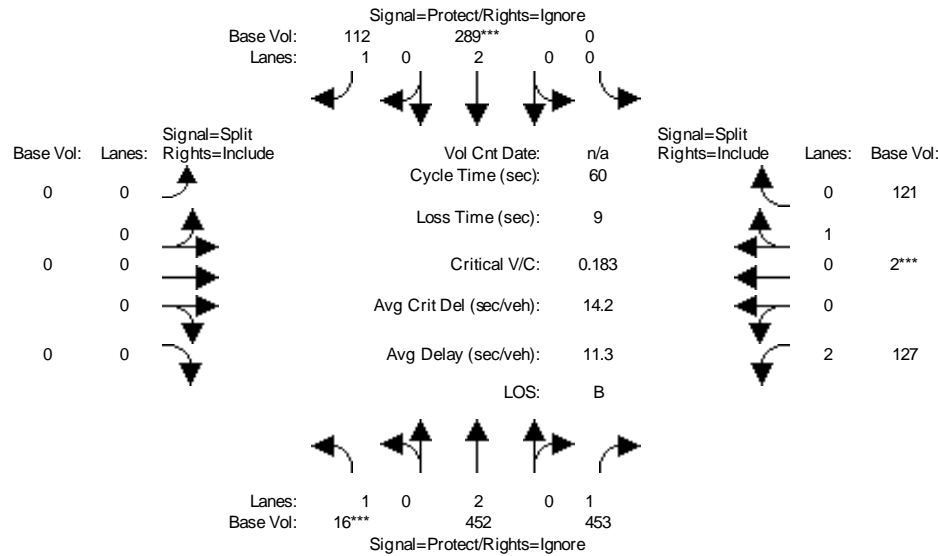 Signal=Protect/Rights=Ignore
Base Vol: 112 289*** 0
Lanes: 1 0 2 0 0
Signal=Split
Base Vol: Lanes: Rights=Include
Vol Cnt Date: n/a
Signal=Split
Rights=Include Lanes: Base Vol:
Cycle Time (sec): 60
0 0
0 121
Loss Time (sec): 9
0
1
0 0
Critical V/C: 0.183
0 2***
0
Avg Crit Del (sec/veh): 14.2
0
0 0
Avg Delay (sec/veh): 11.3
2 127
LOS: B
Lanes: 1 0 2 0 1
Base Vol: 16*** 452 453
Signal=Protect/Rights=Ignore